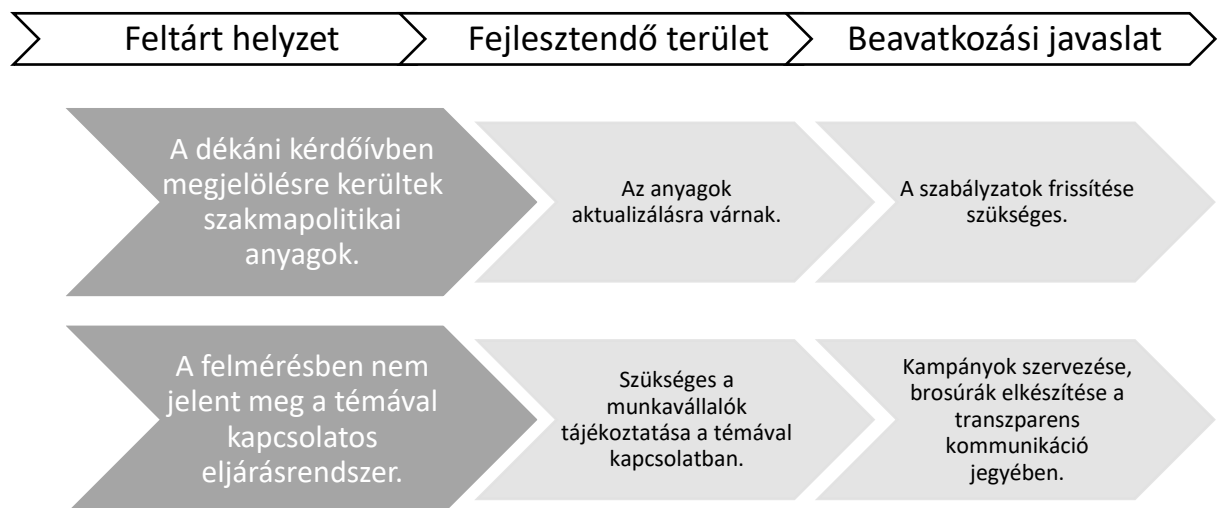 Feltárt helyzet
Fejlesztendő terület
Beavatkozási javaslat
A dékáni kérdőívben
megjelölésre kerültek
szakmapolitikai
anyagok.
Az anyagok
aktualizálásra várnak.
A szabályzatok frissítése
szükséges.
A felmérésben nem
jelent meg a témával
kapcsolatos
eljárásrendszer.
Szükséges a
munkavállalók
tájékoztatása a témával
kapcsolatban.
Kampányok szervezése,
brosúrák elkészítése a
transzparens
kommunikáció
jegyében.